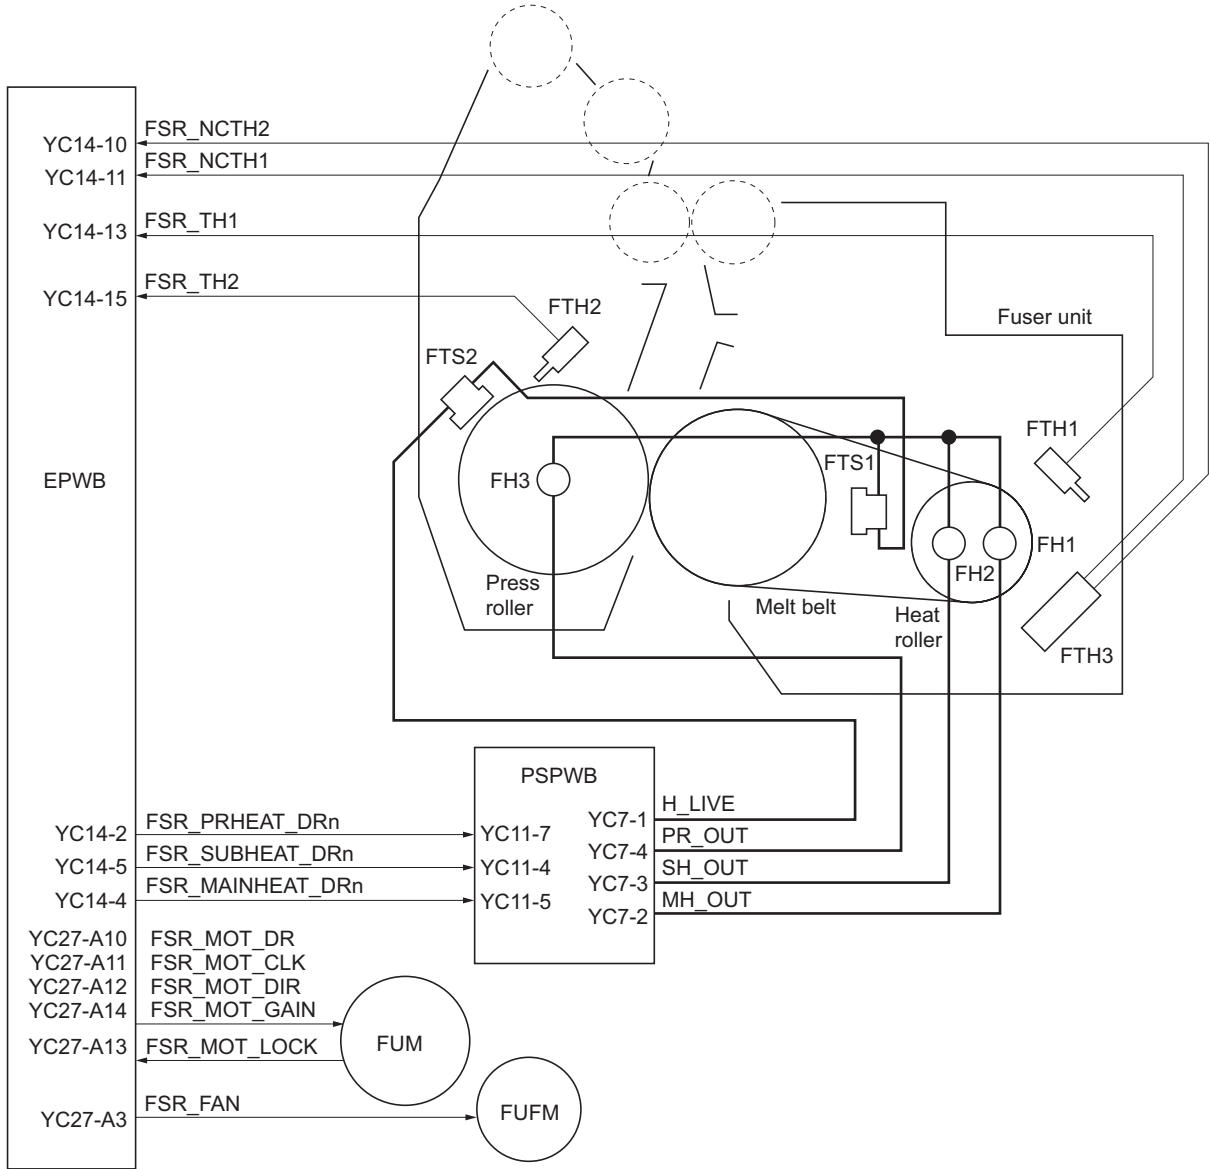 FSR_NCTH2
YC14-10
FSR_NCTH1
YC14-11
FSR_TH1
YC14-13
FSR_TH2
YC14-15
FTH2
Fuser unit
FTS2
FTH1
FTS1
EPWB
FH3
FH1
FH2
Press
roller
Melt belt
Heat
roller
FTH3
PSPWB
H_LIVE
YC7-1
FSR_PRHEAT_DRn
YC14-2
YC11-7
PR_OUT
YC7-4
FSR_SUBHEAT_DRn
YC14-5
YC11-4
SH_OUT
YC7-3
FSR_MAINHEAT_DRn
YC14-4
YC11-5
MH_OUT
YC7-2
YC27-A10 FSR_MOT_DR
YC27-A11 FSR_MOT_CLK
YC27-A12 FSR_MOT_DIR
YC27-A14 FSR_MOT_GAIN
YC27-A13 FSR_MOT_LOCK
FUM
FSR_FAN
YC27-A3
FUFM